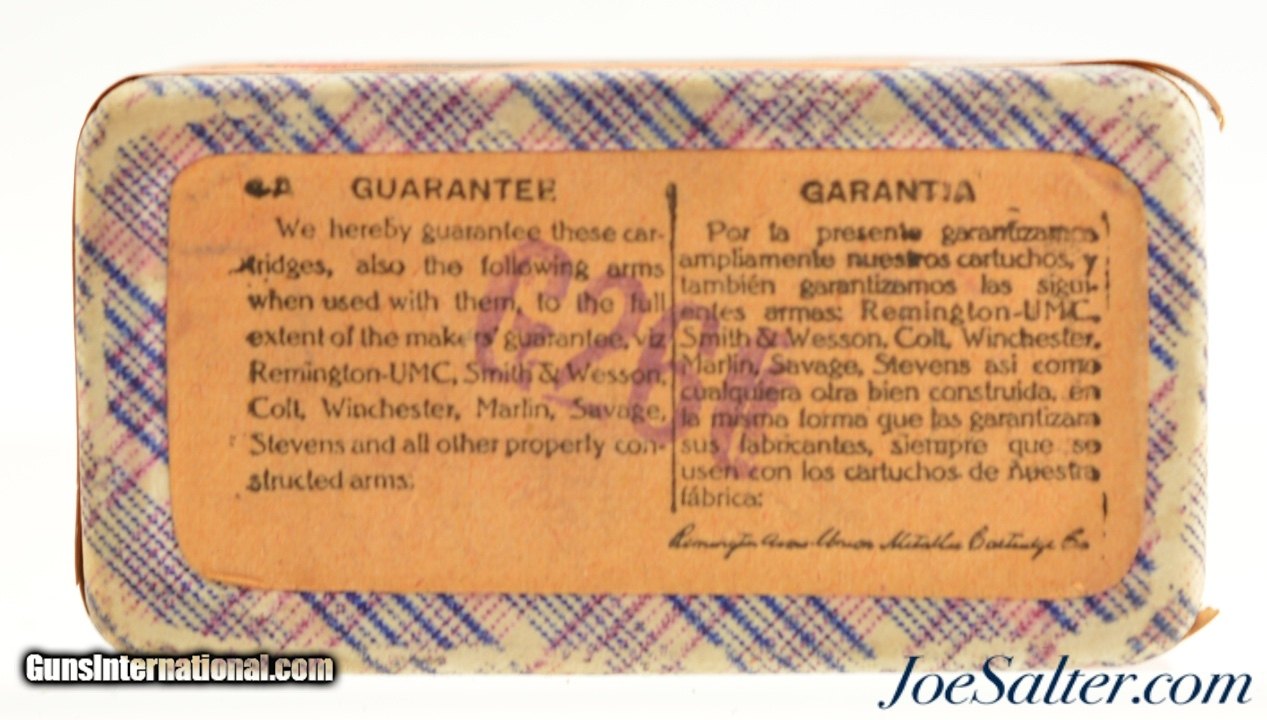 GUARANTEE
We hereby guarantee these car-
tridges, also the following arms
when used with them, to the full
extent of the makers' guarantee, viz
Remington-UMC, Smith & Wesson,
Colt, Winchester, Marlin, Savage,
Stevens and all other properly con-
structed arms:
GARANTIA
Por la presente garantizamos
ampliamente nuestros cartuchos, y
también garantizamos las sigui-
entes armas: Remington-UMC,
Smith & Wesson, Colt, Winchester,
Marlin, Savage, Stevens asi como
cualquiera otra bien construida, en
la misma forma que las garantizara
sus fabricantes, siempre que se
usen con los cartuchos de nuestra
fábrica:
Remington Arms Union Metallic Cartridge Co
GunsInternational.com
JoeSalter.com